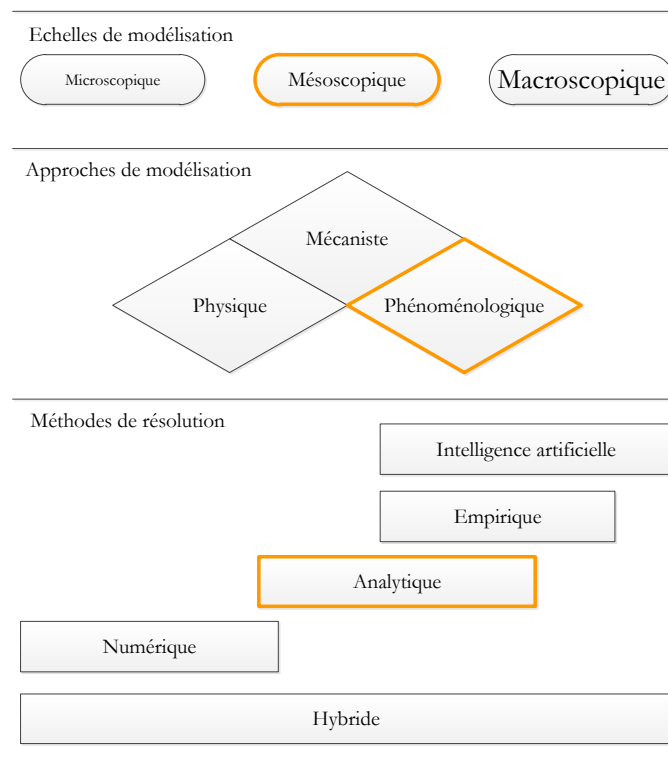 Echelles de modélisation
Microscopique
Mésoscopique
Macroscopique
Approches de modélisation
Mécaniste
Physique
Phénoménologique
Méthodes de résolution
Intelligence artificielle
Empirique
Analytique
Numérique
Hybride